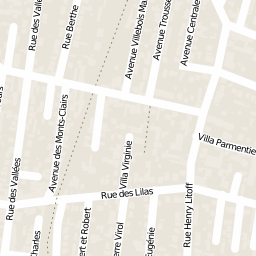 Rue des Vallé
Rue Berthe
Avenue Villebois Ma
Avenue Trousse
Avenue Centrale
Villa Parmentie
Avenue des Monts-Clairs
Rue des Vallées
Villa Virginie
Rue des Lilas
Rue Henry Litoff
Charles
ert et Robert
erre Virol
Eugénie